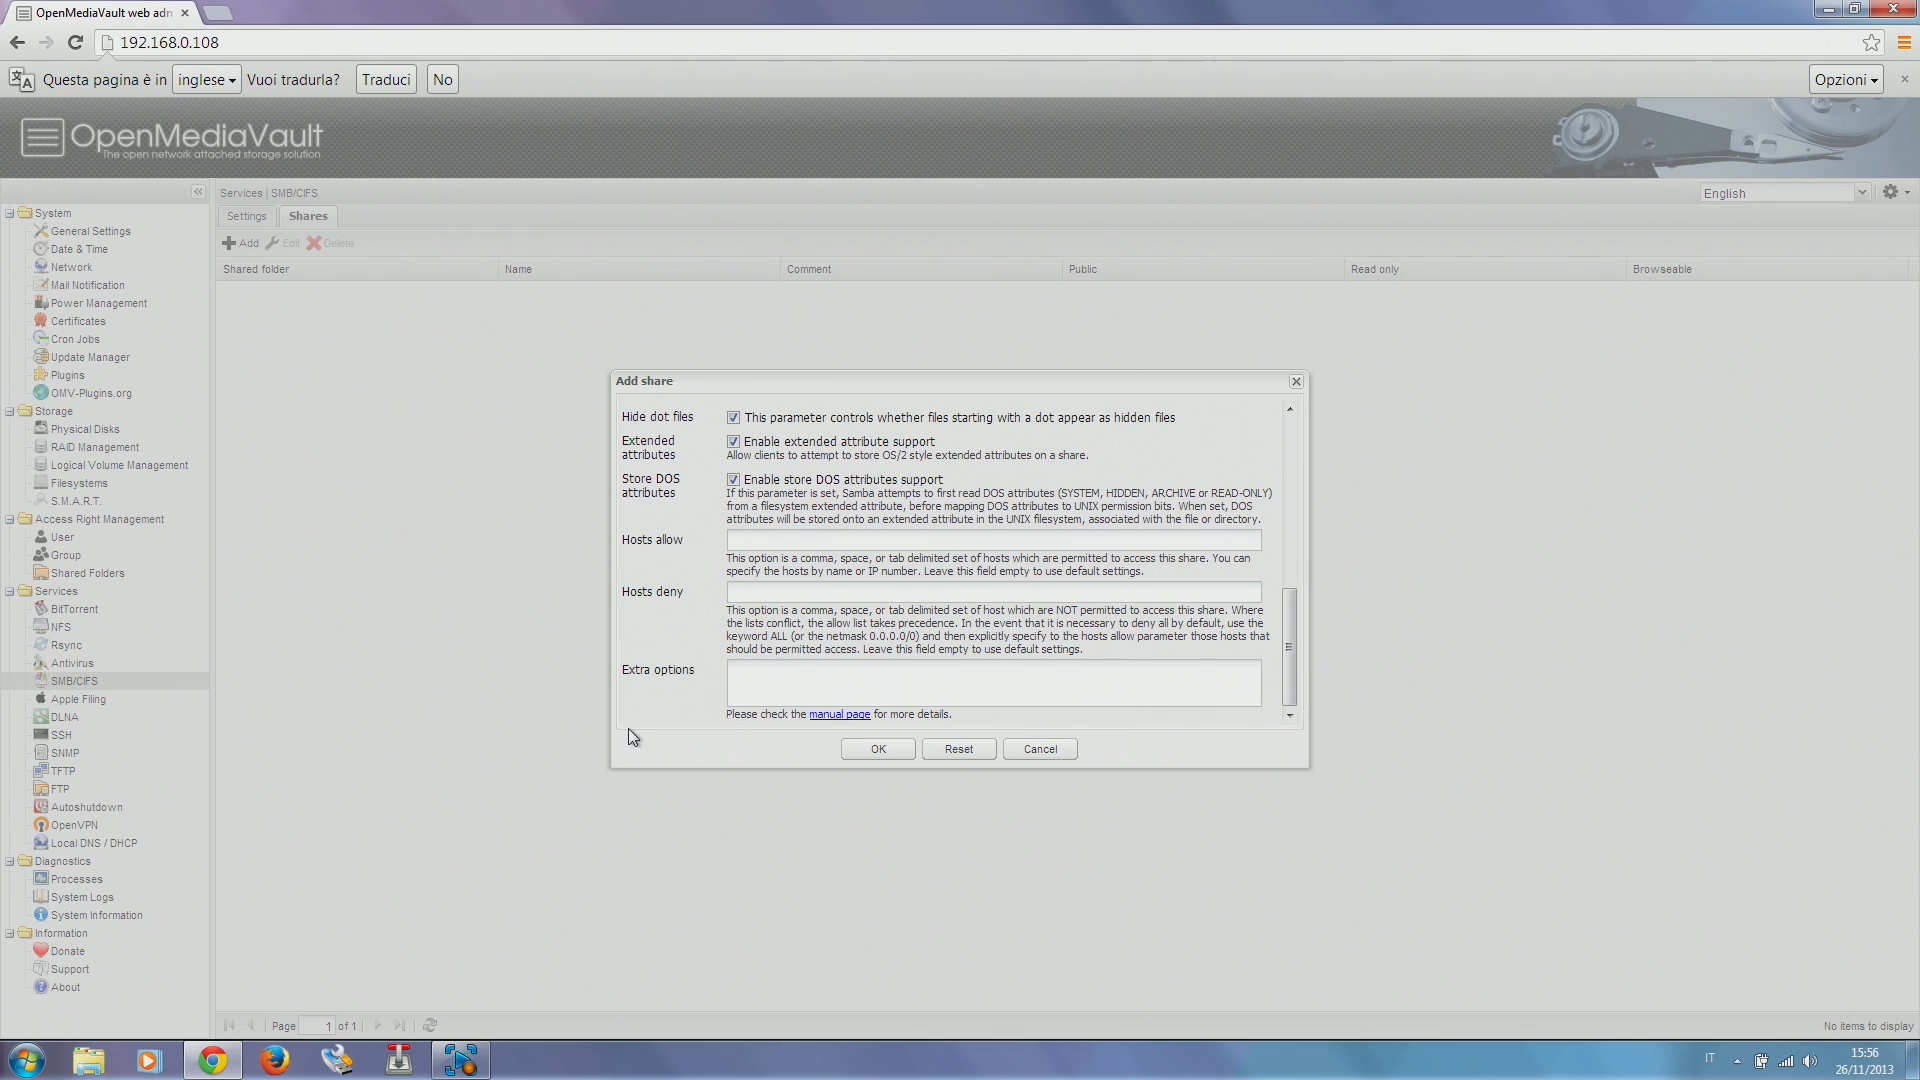 OpenMediaVault web adn
192.168.0.108
Questa pagina è in inglese Vuoi tradurla? Traduci No Opzioni
OpenMediaVault
The open network attached storage solution
Services | SMB/CIFS English
System
General Settings
Date & Time
Network
Mail Notification
Power Management
Certificates
Cron Jobs
Update Manager
Plugins
OMV-Plugins.org
Storage
Physical Disks
RAID Management
Logical Volume Management
Filesystems
S.M.A.R.T.
Access Right Management
User
Group
Shared Folders
Services
BitTorrent
NFS
Rsync
Antivirus
SMB/CIFS
Apple Filing
DLNA
SSH
SNMP
TFTP
FTP
Autoshutdown
OpenVPN
Local DNS / DHCP
Diagnostics
Processes
System Logs
System Information
Information
Donate
Support
About
Settings Shares
Add Edit Delete
Shared folder Name Comment Public Read only Browseable
Add share
Hide dot files This parameter controls whether files starting with a dot appear as hidden files
Extended attributes Enable extended attribute support
Allow clients to attempt to store OS/2 style extended attributes on a share.
Store DOS attributes Enable store DOS attributes support
If this parameter is set, Samba attempts to first read DOS attributes (SYSTEM, HIDDEN, ARCHIVE or READ-ONLY)
from a filesystem extended attribute, before mapping DOS attributes to UNIX permission bits. When set, DOS
attributes will be stored onto an extended attribute in the UNIX filesystem, associated with the file or directory.
Hosts allow
This option is a comma, space, or tab delimited set of hosts which are permitted to access this share. You can
specify the hosts by name or IP number. Leave this field empty to use default settings.
Hosts deny
This option is a comma, space, or tab delimited set of host which are NOT permitted to access this share. Where
the lists conflict, the allow list takes precedence. In the event that it is necessary to deny all by default, use the
keyword ALL (or the netmask 0.0.0.0/0) and then explicitly specify to the hosts allow parameter those hosts that
should be permitted access. Leave this field empty to use default settings.
Extra options
Please check the manual page for more details.
OK Reset Cancel
Page 1 of 1 No items to display
IT 15:56
26/11/2013